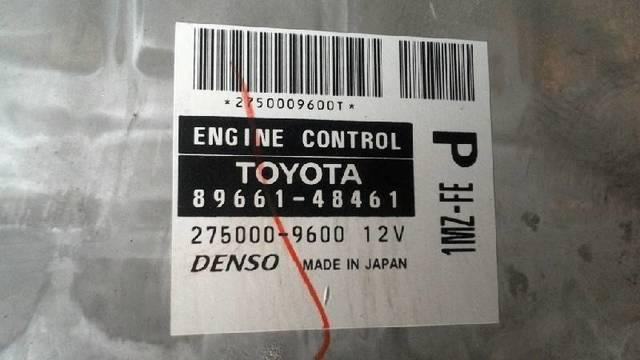 *2750009600T*
ENGINE CONTROL
TOYOTA
89661-48461
275000-9600 12V
DENSO MADE IN JAPAN
P
1MZ-FE